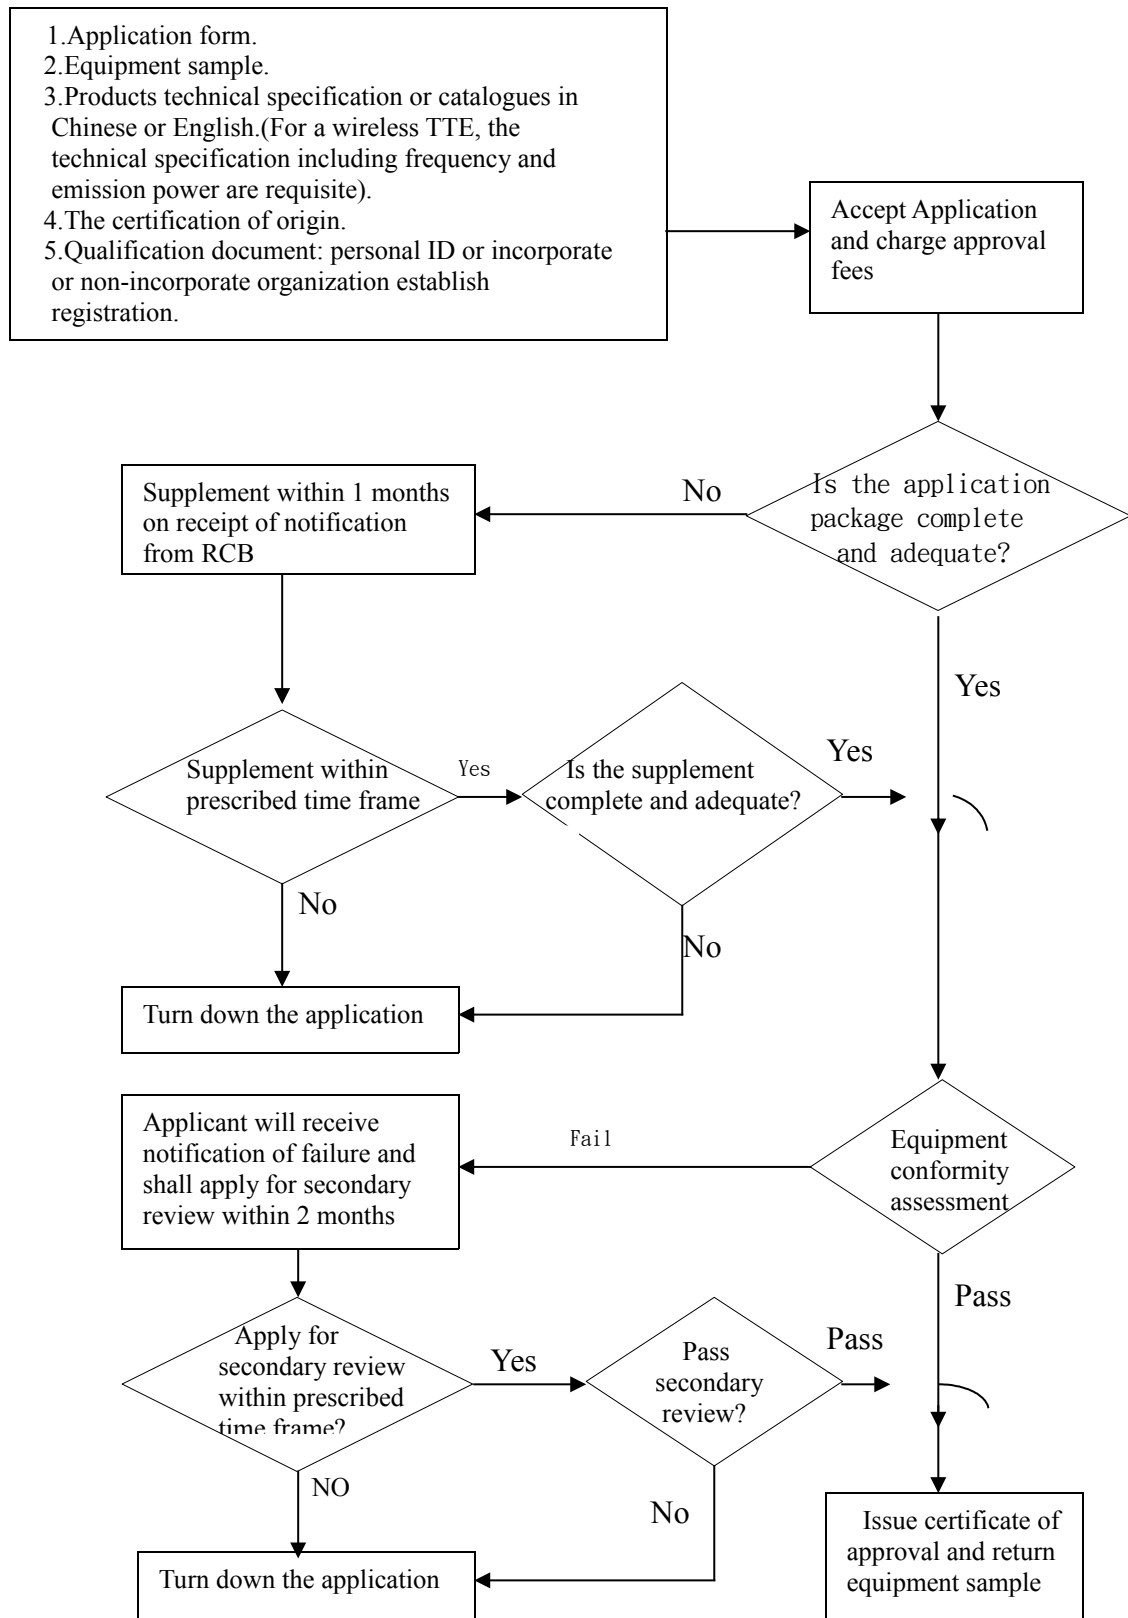 1.Application form.
2.Equipment sample.
3.Products technical specification or catalogues in
Chinese or English.(For a wireless TTE, the
technical specification including frequency and
emission power are requisite).
4.The certification of origin.
5.Qualification document: personal ID or incorporate
or non-incorporate organization establish
registration.
Accept Application
and charge approval
fees
Is the application
package complete
and adequate?
No
Supplement within 1 months
on receipt of notification
from RCB
Yes
Supplement within
prescribed time frame
Yes
Is the supplement
complete and adequate?
Yes
No
No
Turn down the application
Equipment
conformity
assessment
Fail
Applicant will receive
notification of failure and
shall apply for secondary
review within 2 months
Pass
Apply for
secondary review
within prescribed
time frame?
Yes
Pass
secondary
review?
Pass
NO
No
Turn down the application
Issue certificate of
approval and return
equipment sample